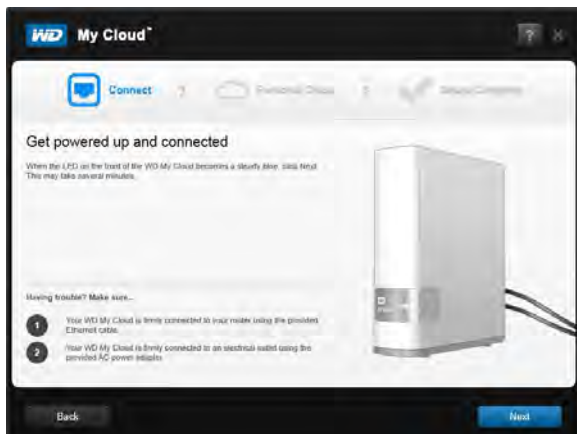 WD My Cloud™
?
Connect
Personal Cloud
Get powered up and connected
When the LED on the front of the WD My Cloud becomes a steady blue, click Next.
This may take several minutes.
Having trouble? Make sure...
1 Your WD My Cloud is firmly connected to your router using the provided
Ethernet cable.
2 Your WD My Cloud is firmly connected to an electrical outlet using the
provided AC power adapter.
Back
Next